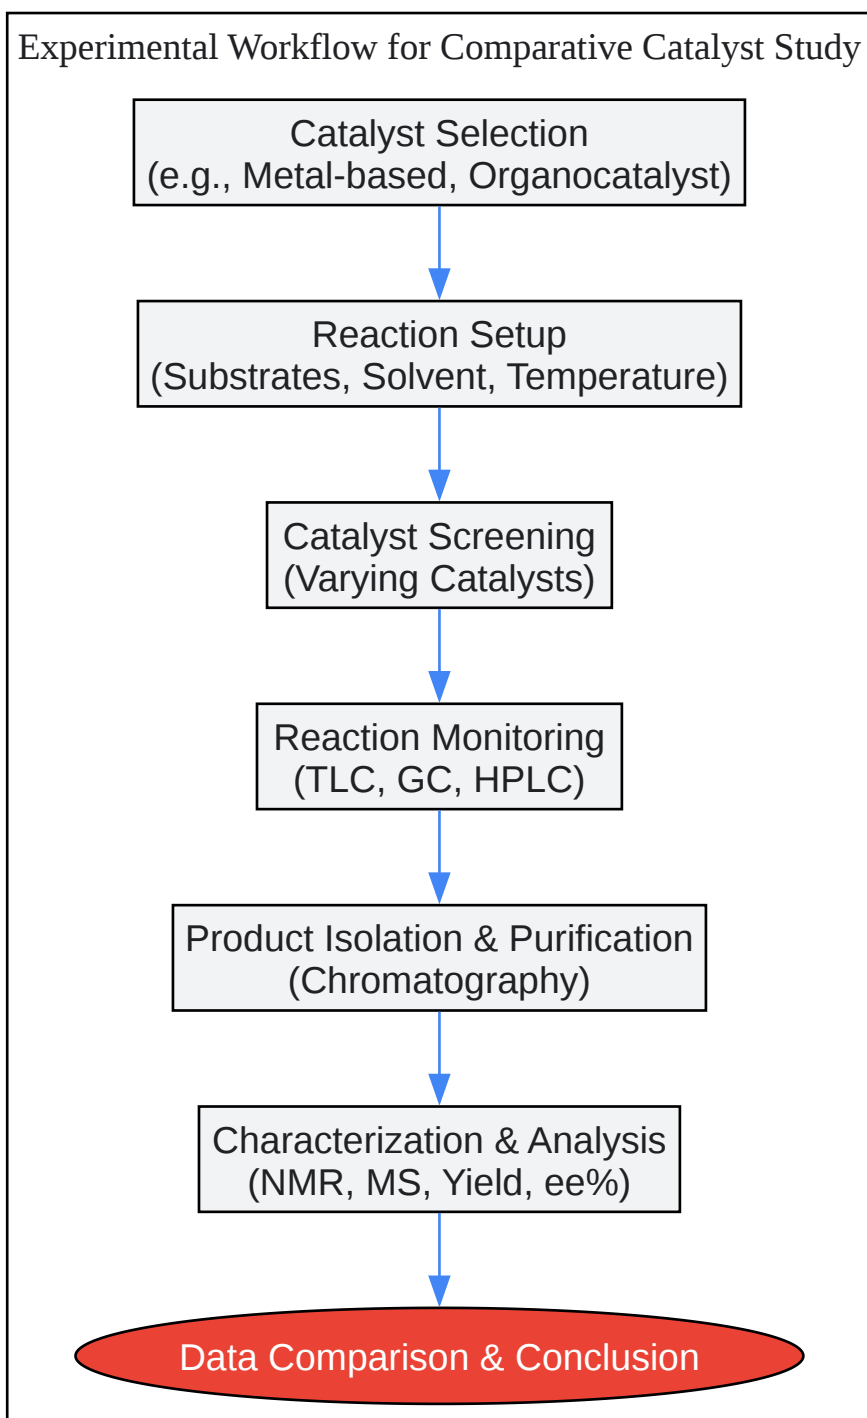 Experimental Workflow for Comparative Catalyst Study
Catalyst Selection
(e.g., Metal-based, Organocatalyst)
Reaction Setup
(Substrates, Solvent, Temperature)
Catalyst Screening
(Varying Catalysts)
Reaction Monitoring
(TLC, GC, HPLC)
Product Isolation & Purification
(Chromatography)
Characterization & Analysis
(NMR, MS, Yield, ee%)
Data Comparison & Conclusion